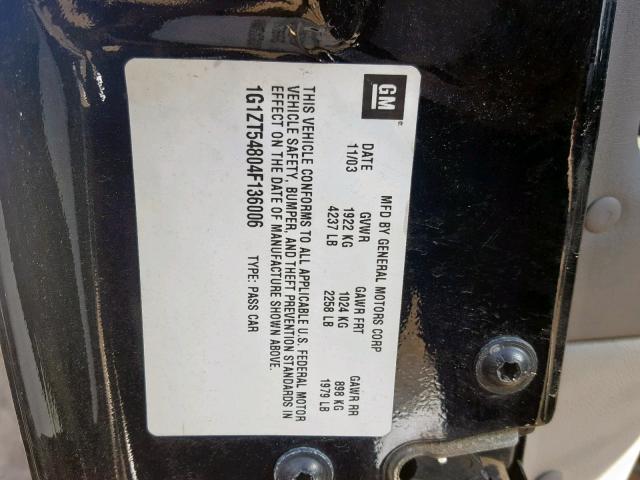 GM
MFD BY GENERAL MOTORS CORP
DATE GVWR GAWR FRT GAWR RR
11/03 1922 KG 1024 KG 898 KG
4237 LB 2258 LB 1979 LB
THIS VEHICLE CONFORMS TO ALL APPLICABLE U.S. FEDERAL MOTOR
VEHICLE SAFETY, BUMPER, AND THEFT PREVENTION STANDARDS IN
EFFECT ON THE DATE OF MANUFACTURE SHOWN ABOVE.
1G1ZT54804F136006 TYPE: PASS CAR